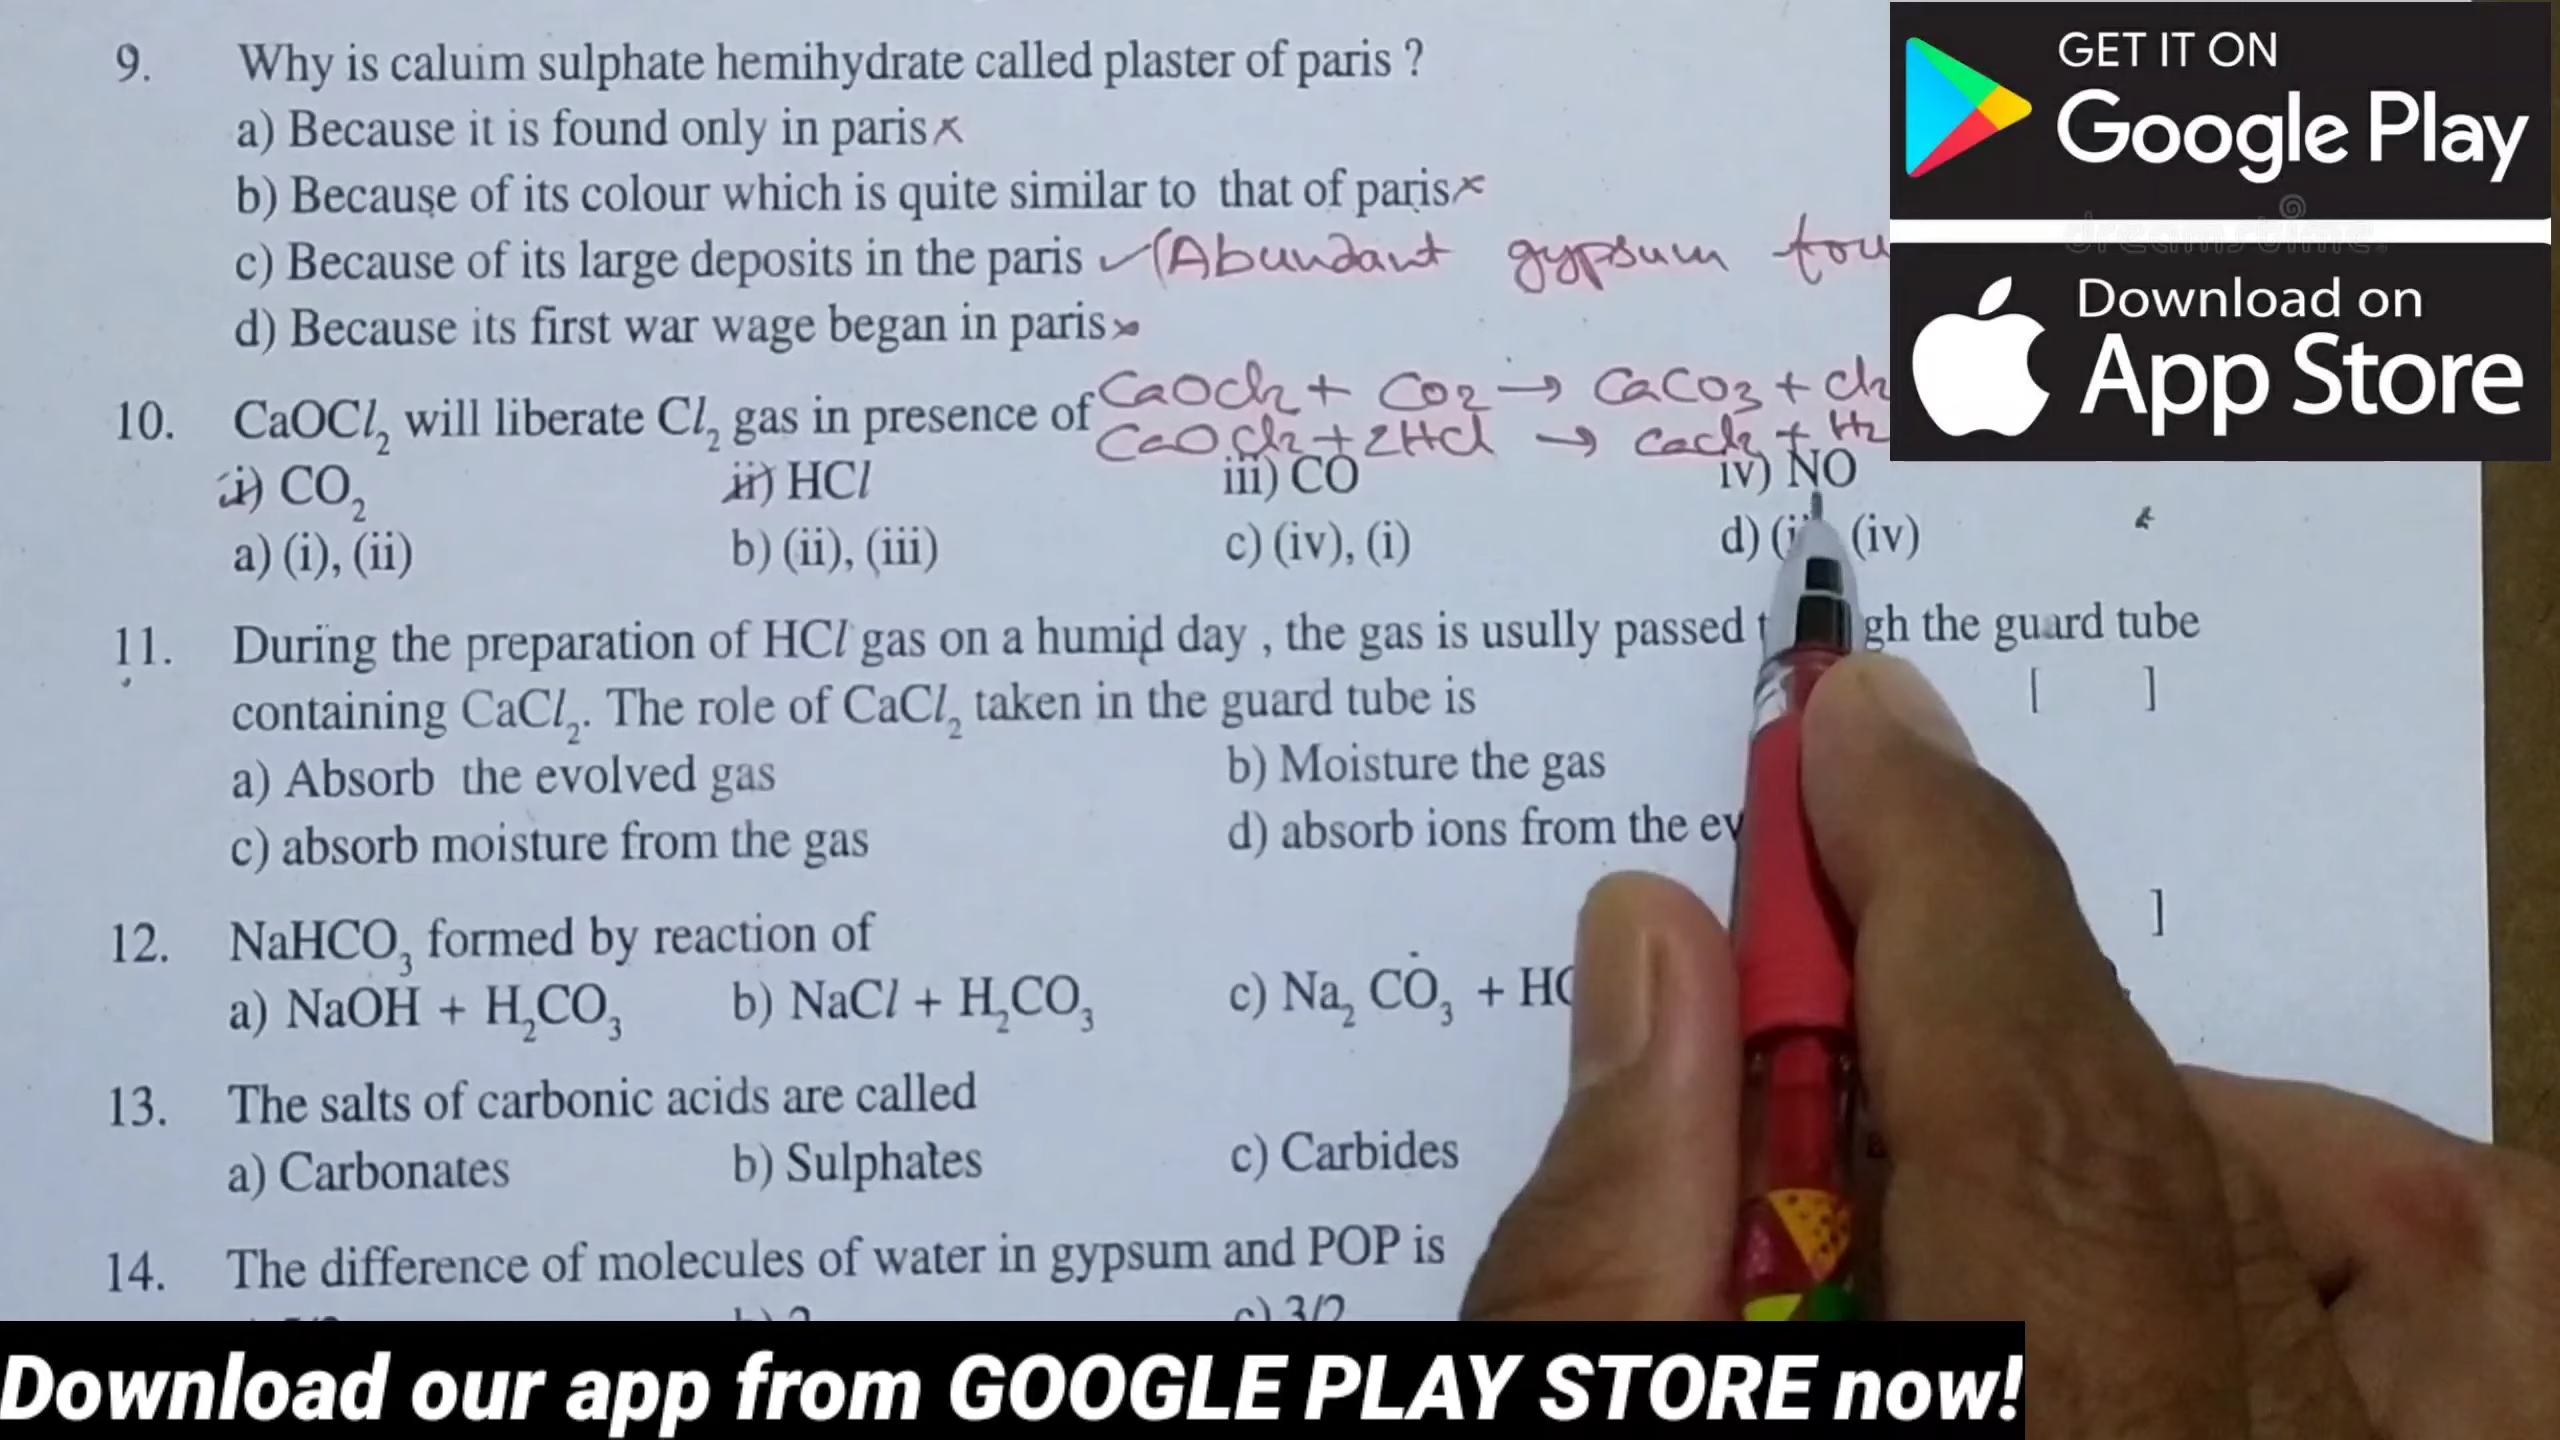 9. Why is caluim sulphate hemihydrate called plaster of paris ?
a) Because it is found only in paris ×
b) Because of its colour which is quite similar to that of paris ×
c) Because of its large deposits in the paris ✓ (Abundant gypsum fou
d) Because its first war wage began in paris ×
CaOCl2 + CO2 → CaCO3 + Cl2
10. CaOCl₂ will liberate Cl₂ gas in presence of
CaOCl2 + 2HCl → CaCl2 + H2
i) CO₂ ii) HCl iii) CO iv) NO
a) (i), (ii) b) (ii), (iii) c) (iv), (i) d) (iv)
11. During the preparation of HCl gas on a humid day , the gas is usully passed gh the guard tube
containing CaCl₂. The role of CaCl₂ taken in the guard tube is [ ]
a) Absorb the evolved gas b) Moisture the gas
c) absorb moisture from the gas d) absorb ions from the ev
12. NaHCO₃ formed by reaction of ]
a) NaOH + H₂CO₃ b) NaCl + H₂CO₃ c) Na₂ CO₃ + HC
13. The salts of carbonic acids are called
a) Carbonates b) Sulphates c) Carbides
14. The difference of molecules of water in gypsum and POP is
b) 2 c) 3/2
GET IT ON
Google Play
dreamstime
Download on
App Store
Download our app from GOOGLE PLAY STORE now!